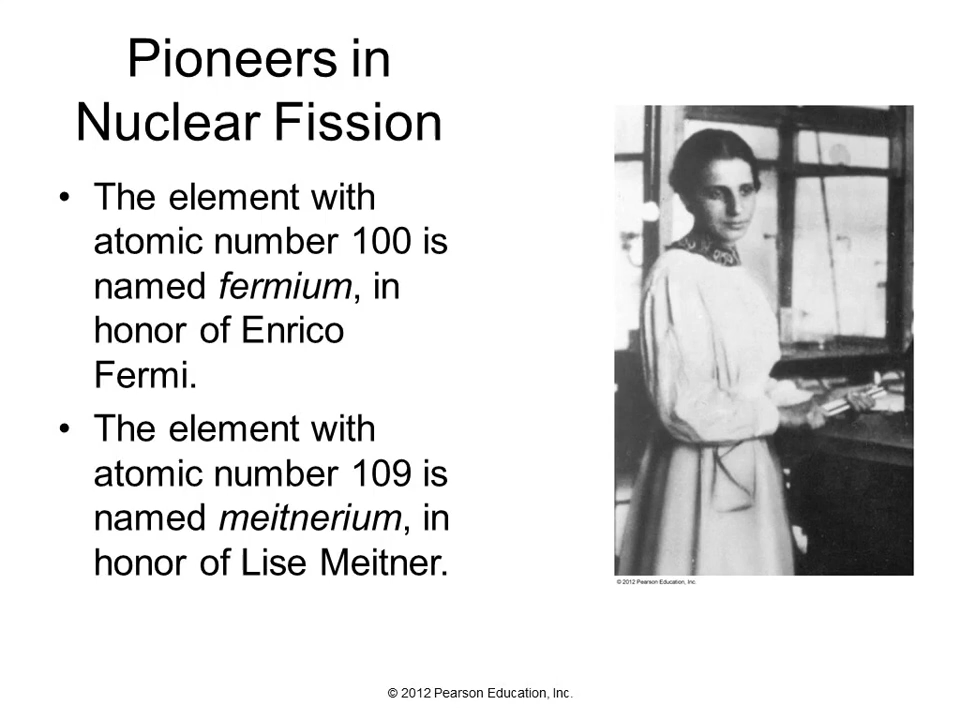 Pioneers in
Nuclear Fission
• The element with
atomic number 100 is
named fermium, in
honor of Enrico
Fermi.
• The element with
atomic number 109 is
named meitnerium, in
honor of Lise Meitner.
© 2012 Pearson Education, Inc
© 2012 Pearson Education, Inc.